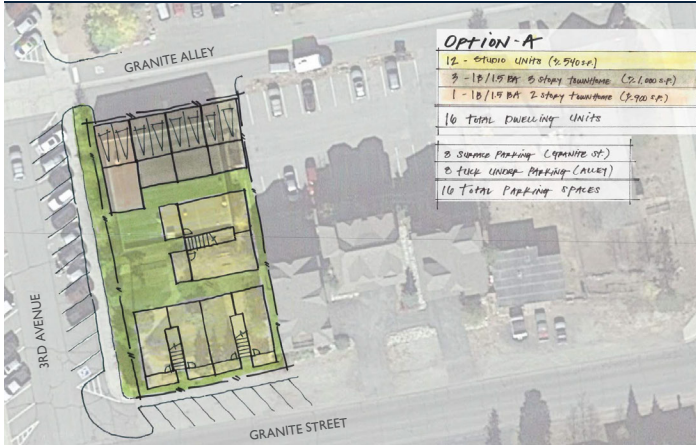 OPTION-A
12 - STUDIO UNITS (± 540 S.F.)
3 - 1B/1.5 BA 3 STORY TOWNHOME (± 1,000 S.F.)
1 - 1B/1.5 BA 2 STORY TOWNHOME (± 900 S.F.)
16 TOTAL DWELLING UNITS
8 SURFACE PARKING (GRANITE ST.)
8 TUCK UNDER PARKING (ALLEY)
16 TOTAL PARKING SPACES
GRANITE ALLEY
3RD AVENUE
GRANITE STREET